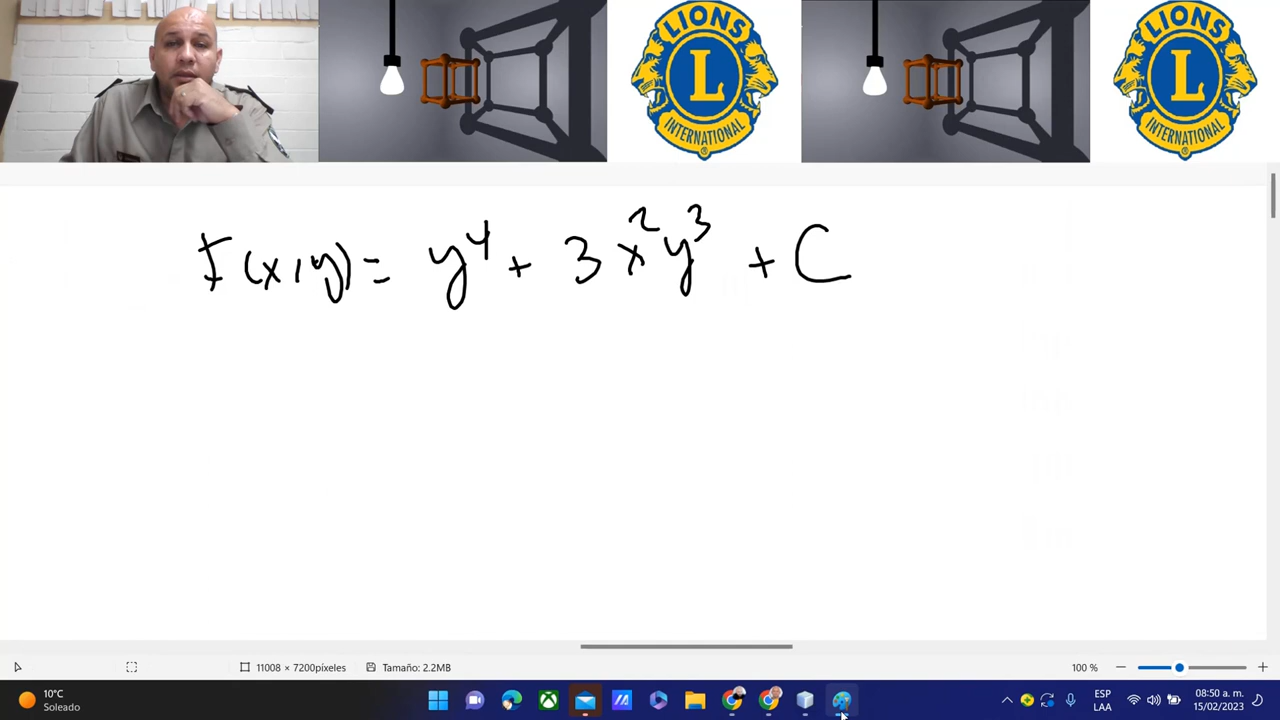 LIONS
L
INTERNATIONAL
®
LIONS
L
INTERNATIONAL
®
F(x,y) = y⁴ + 3x²y³ + C
11008 × 7200píxeles
Tamaño: 2.2MB
100 %
10°C
Soleado
ESP
LAA
08:50 a. m.
15/02/2023